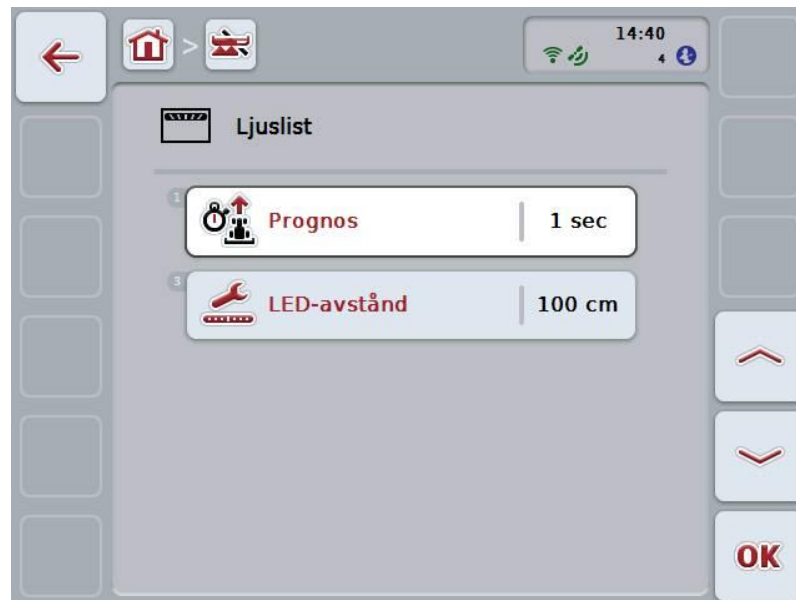 >
14:40
4
Ljuslist
1
Prognos
1 sec
3
LED-avstånd
100 cm
OK